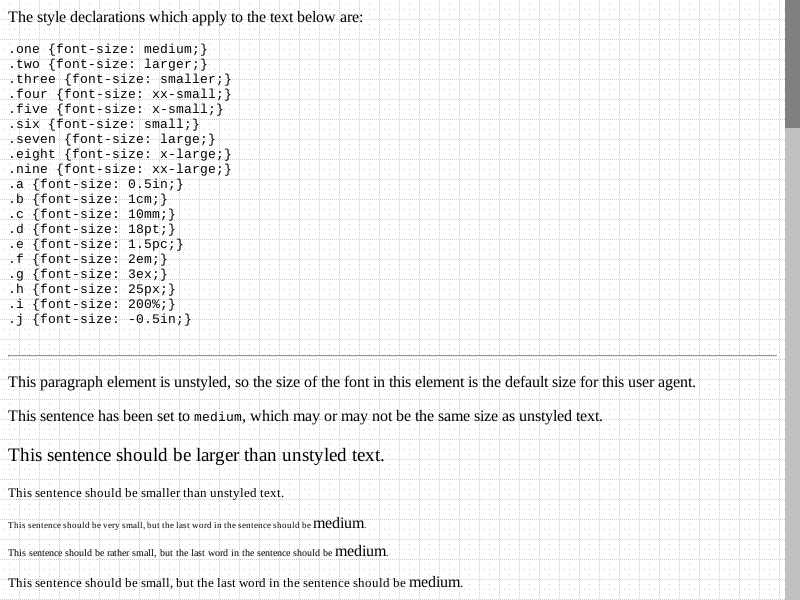 The style declarations which apply to the text below are:
.one {font-size: medium;}
.two {font-size: larger;}
.three {font-size: smaller;}
.four {font-size: xx-small;}
.five {font-size: x-small;}
.six {font-size: small;}
.seven {font-size: large;}
.eight {font-size: x-large;}
.nine {font-size: xx-large;}
.a {font-size: 0.5in;}
.b {font-size: 1cm;}
.c {font-size: 10mm;}
.d {font-size: 18pt;}
.e {font-size: 1.5pc;}
.f {font-size: 2em;}
.g {font-size: 3ex;}
.h {font-size: 25px;}
.i {font-size: 200%;}
.j {font-size: -0.5in;}
This paragraph element is unstyled, so the size of the font in this element is the default size for this user agent.
This sentence has been set to medium, which may or may not be the same size as unstyled text.
This sentence should be larger than unstyled text.
This sentence should be smaller than unstyled text.
This sentence should be very small, but the last word in the sentence should be medium.
This sentence should be rather small, but the last word in the sentence should be medium.
This sentence should be small, but the last word in the sentence should be medium.